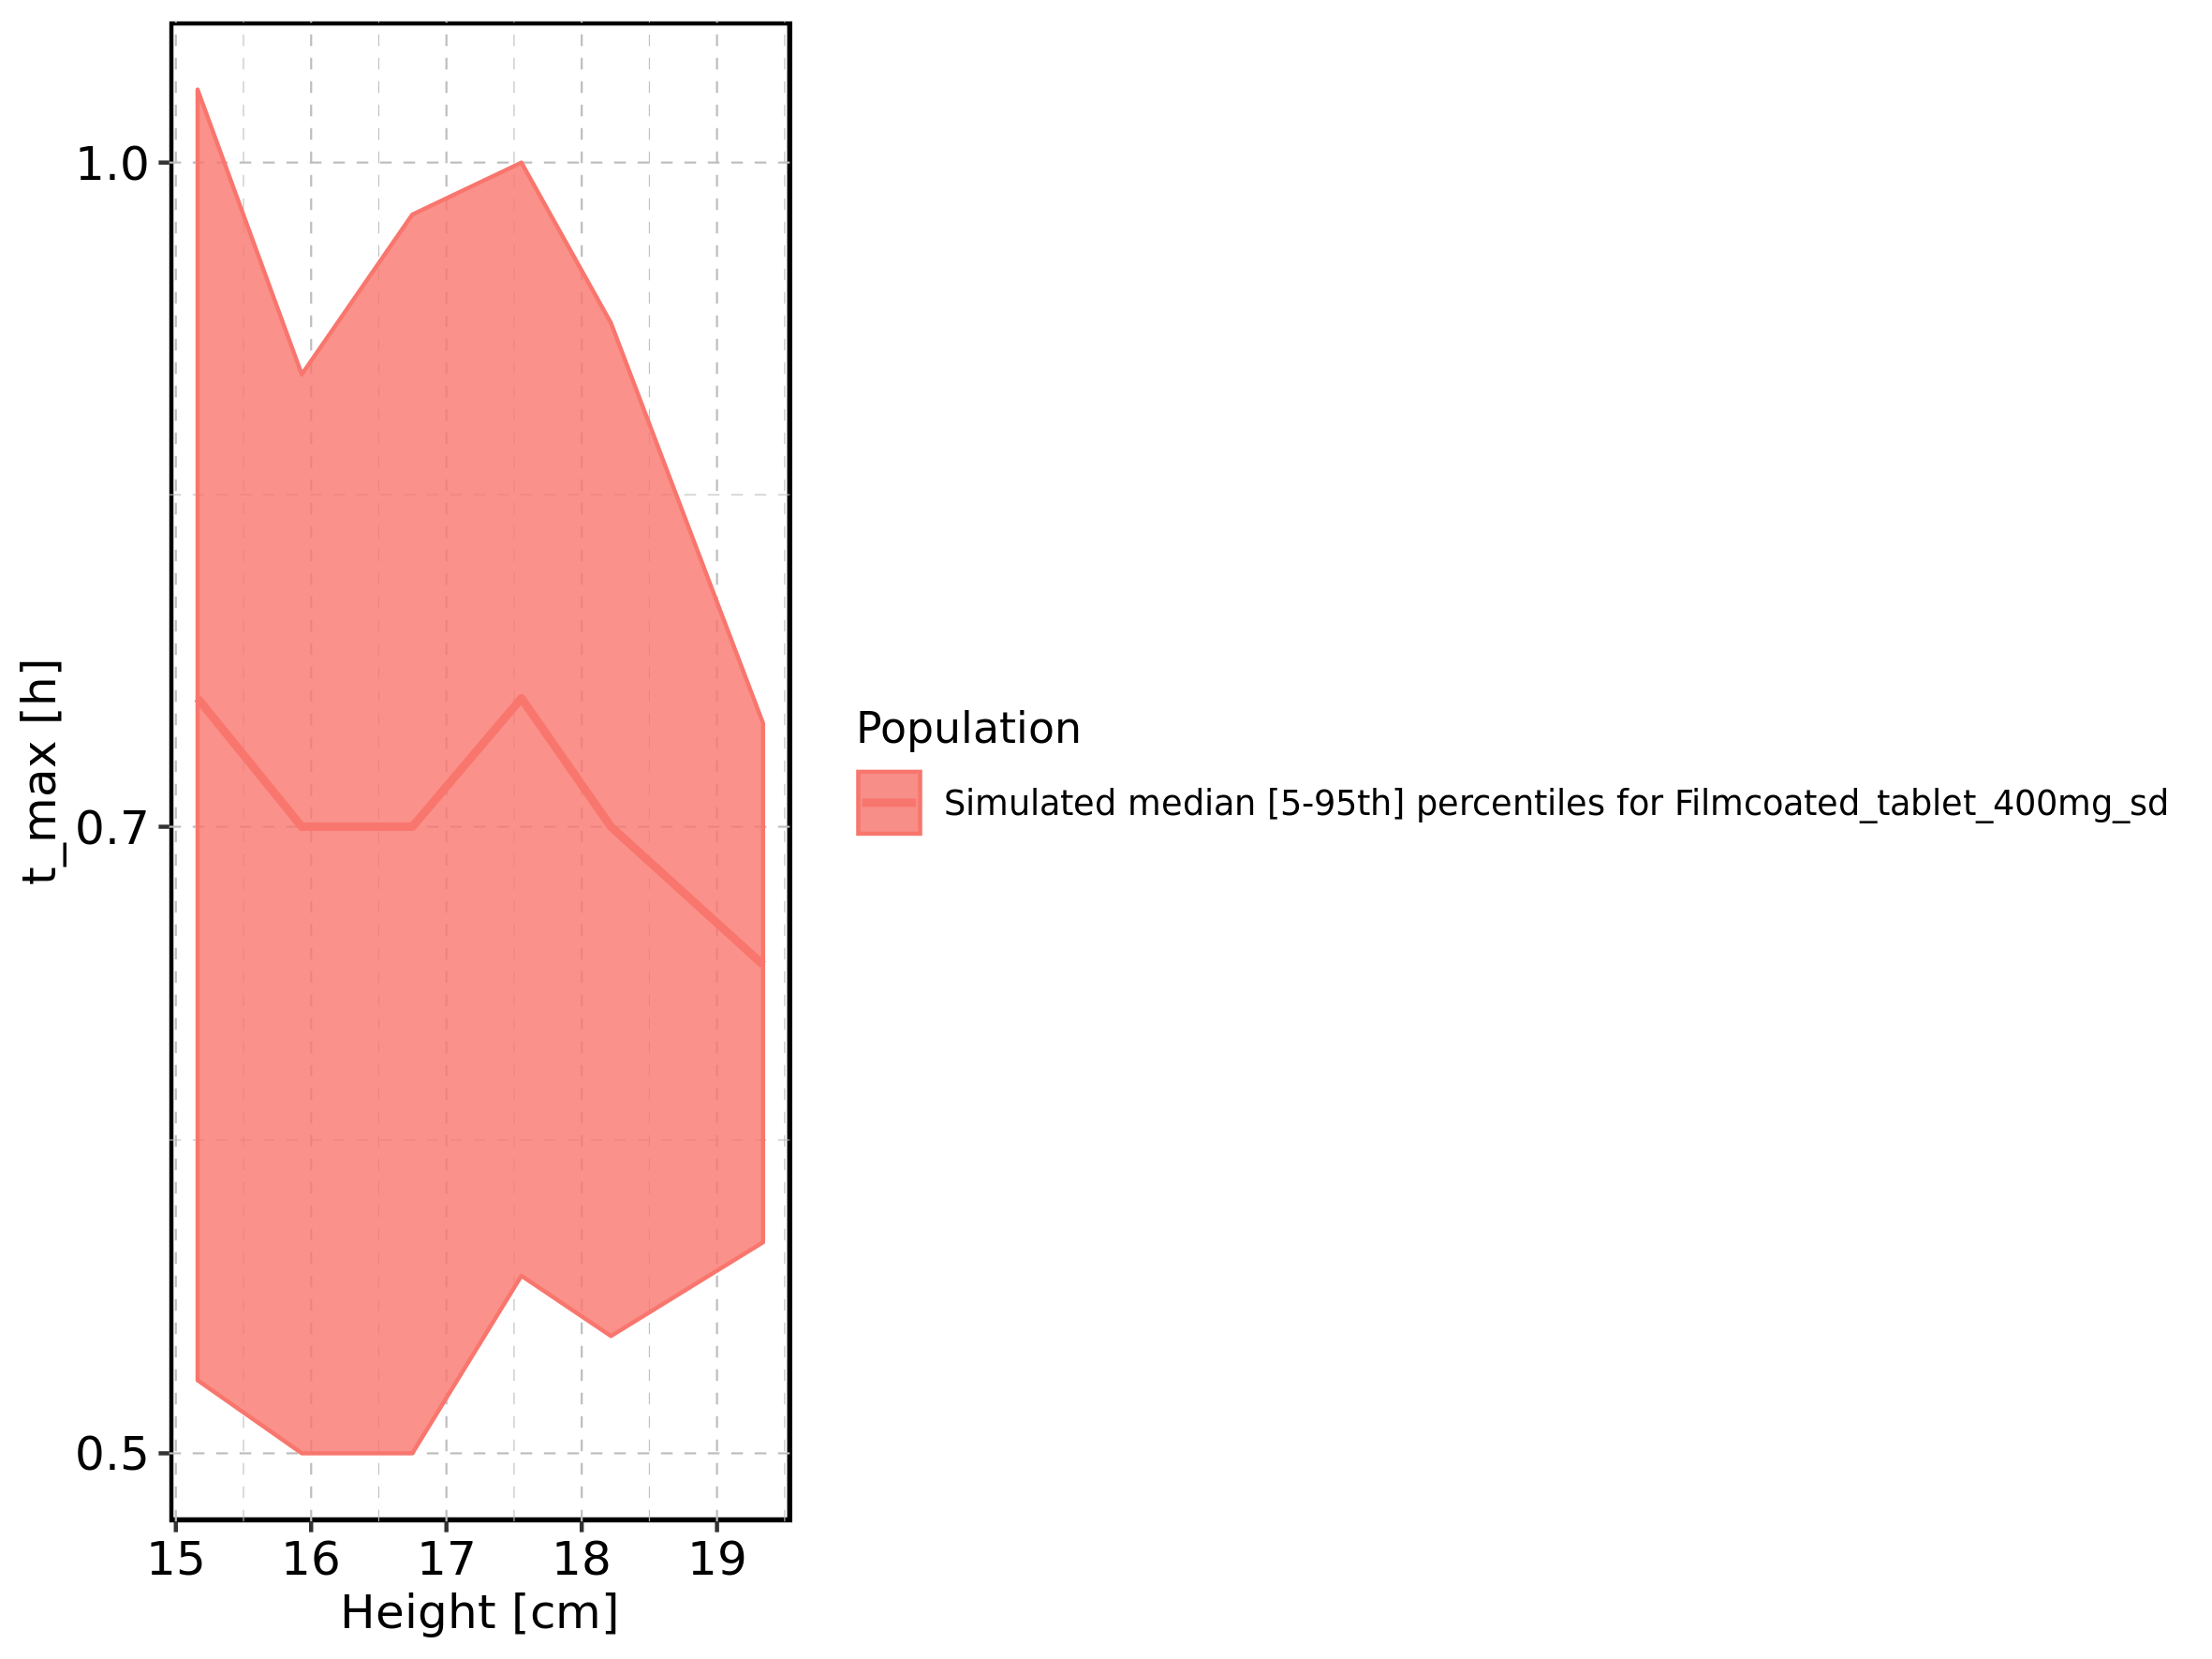 1.0
0.7
0.5
t_max [h]
15 16 17 18 19
Height [cm]
Population
Simulated median [5-95th] percentiles for Filmcoated_tablet_400mg_sd